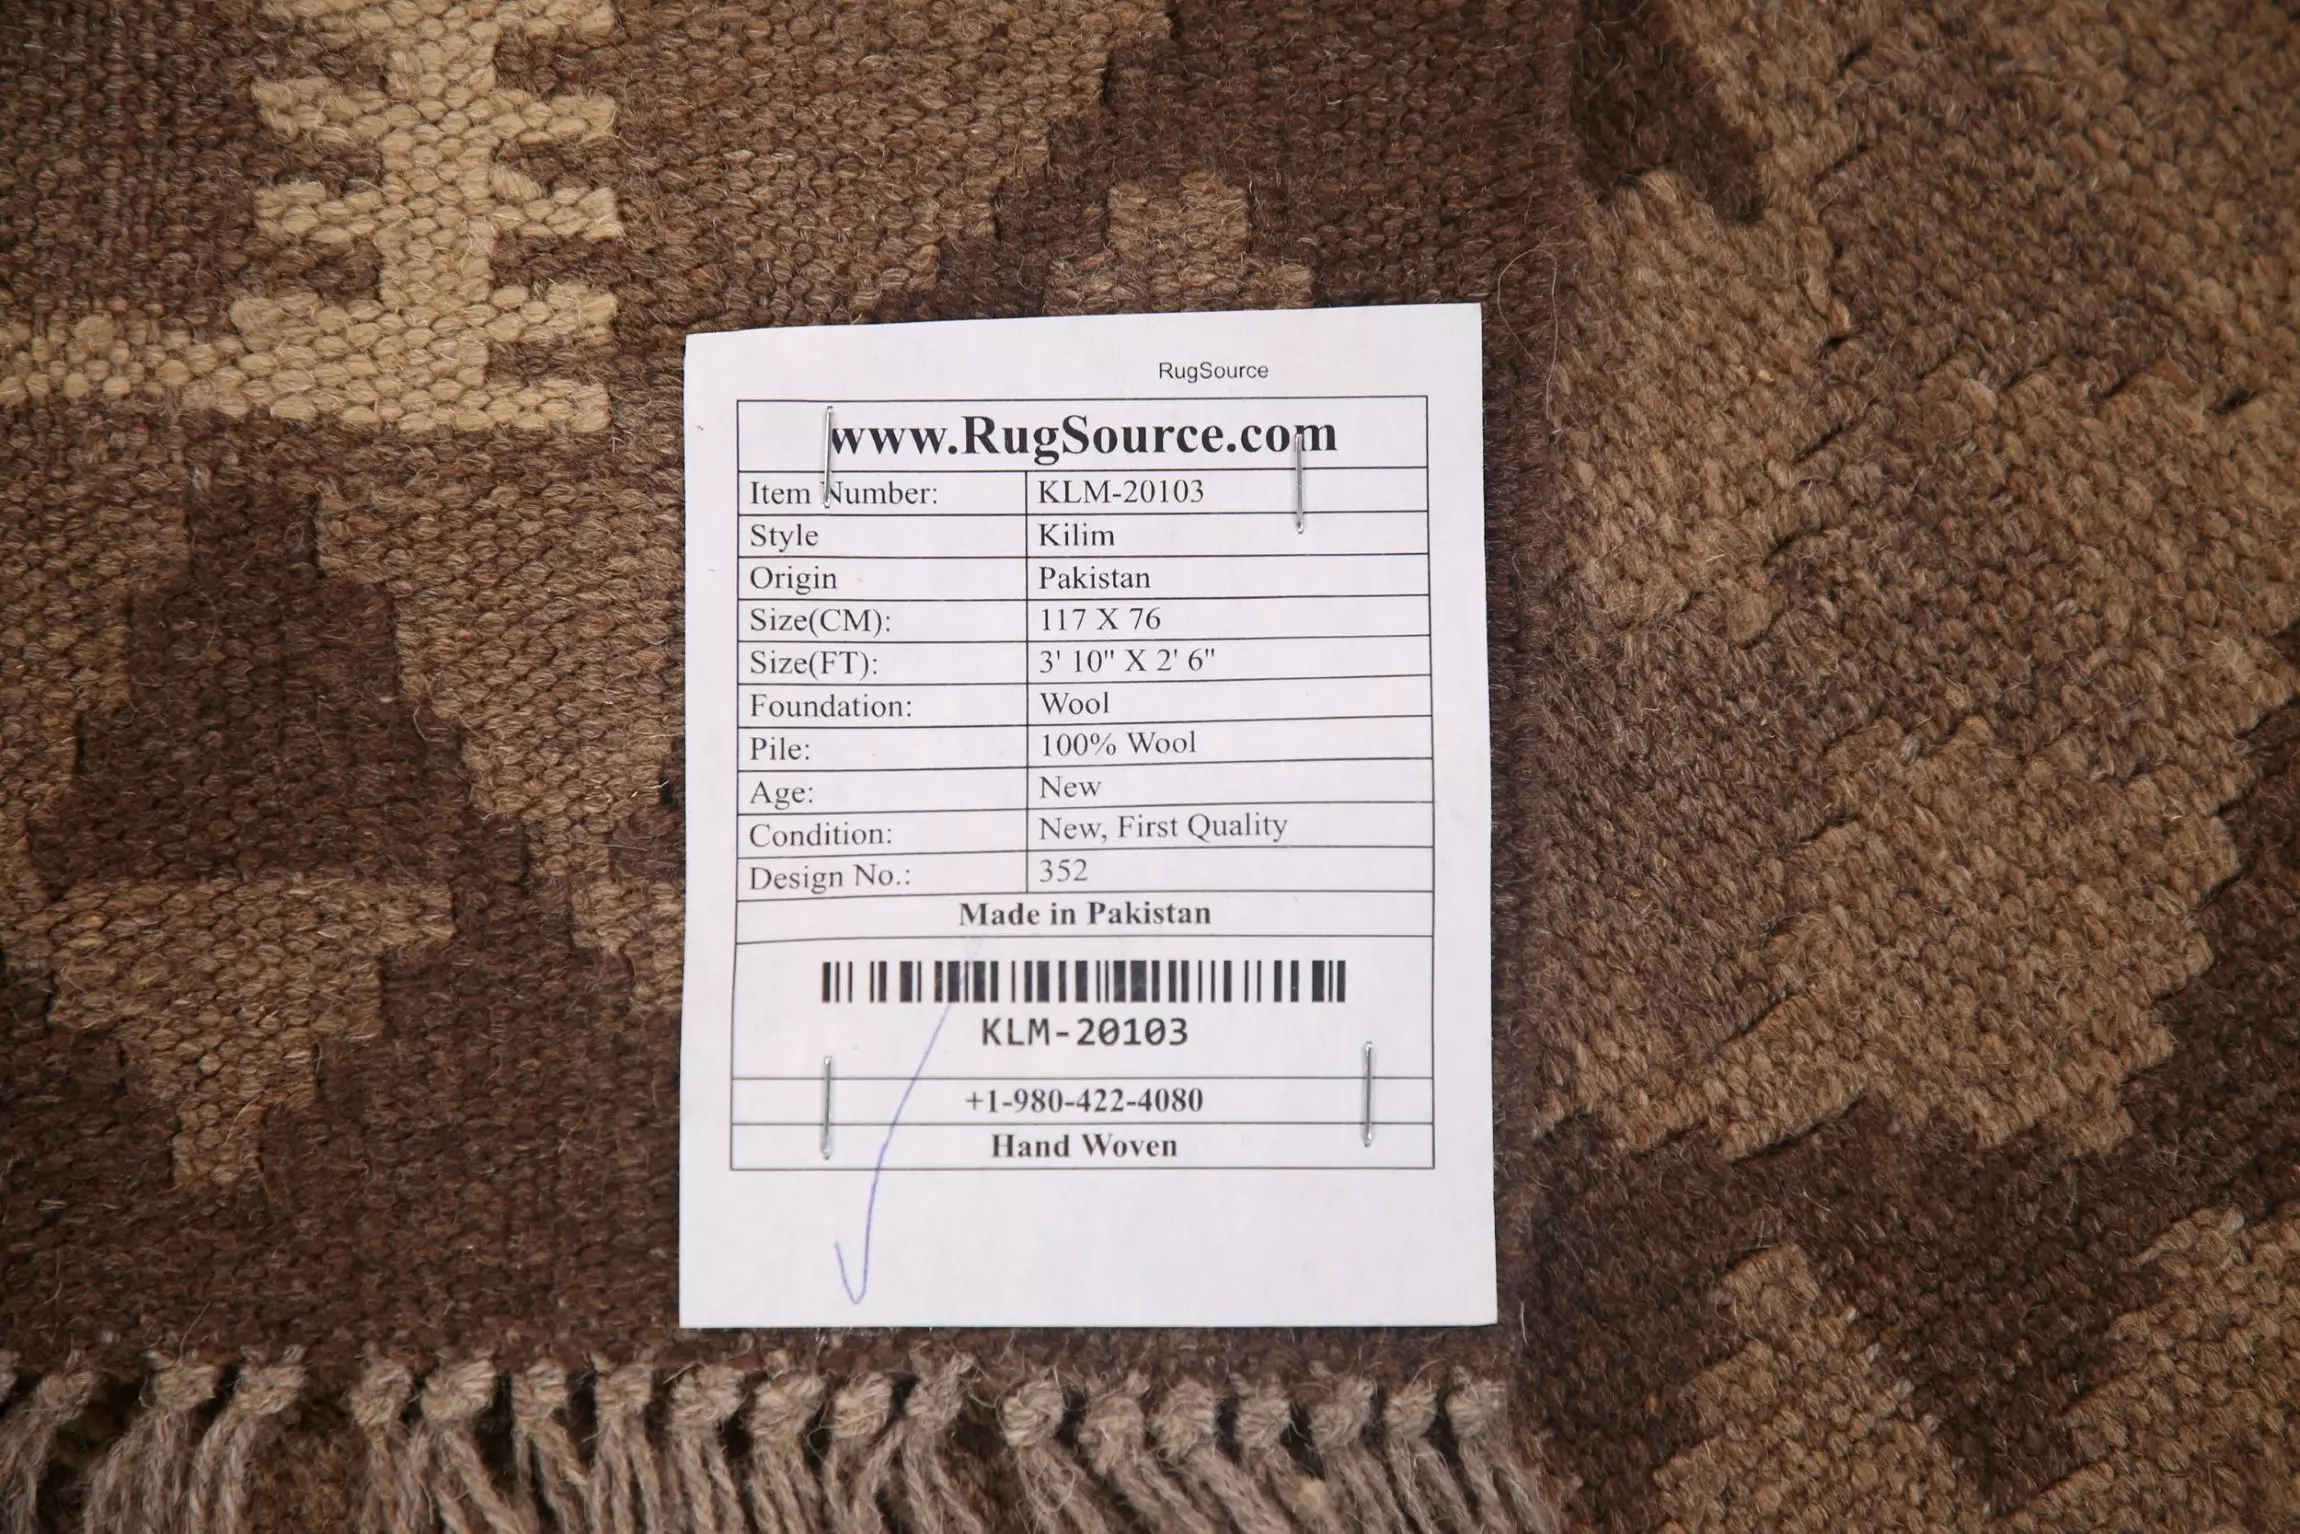 RugSource
www.RugSource.com
Item Number: KLM-20103
Style Kilim
Origin Pakistan
Size(CM): 117 X 76
Size(FT): 3' 10" X 2' 6"
Foundation: Wool
Pile: 100% Wool
Age: New
Condition: New, First Quality
Design No.: 352
Made in Pakistan
KLM-20103
+1-980-422-4080
Hand Woven